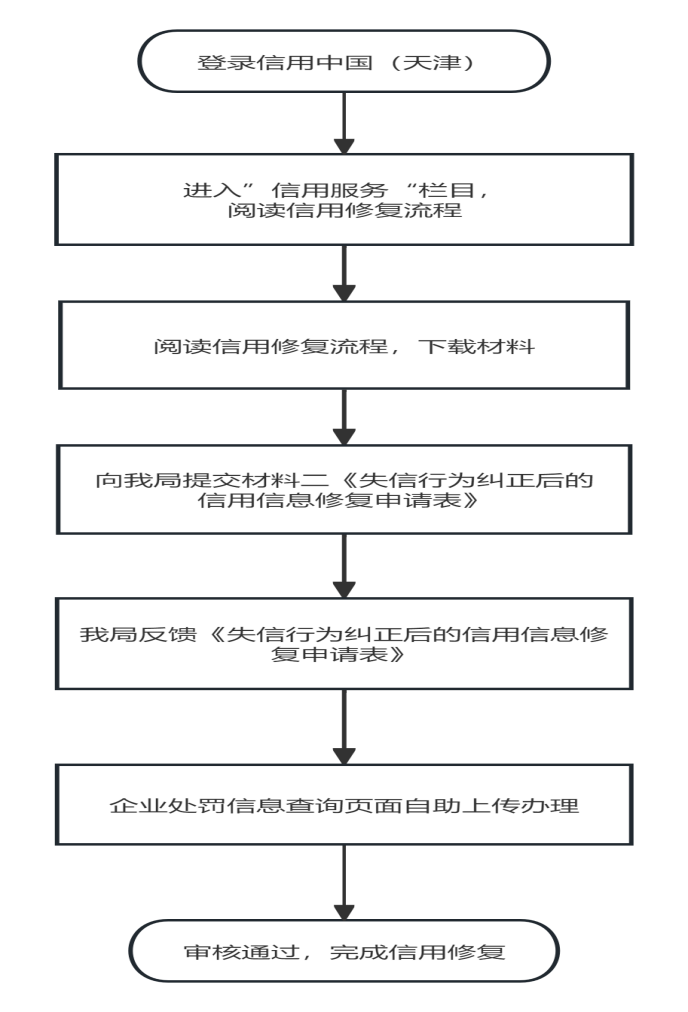 登录信用中国（天津）
进入”信用服务“栏目，
阅读信用修复流程
阅读信用修复流程，下载材料
向我局提交材料二《失信行为纠正后的
信用信息修复申请表》
我局反馈《失信行为纠正后的信用信息修
复申请表》
企业处罚信息查询页面自助上传办理
审核通过，完成信用修复